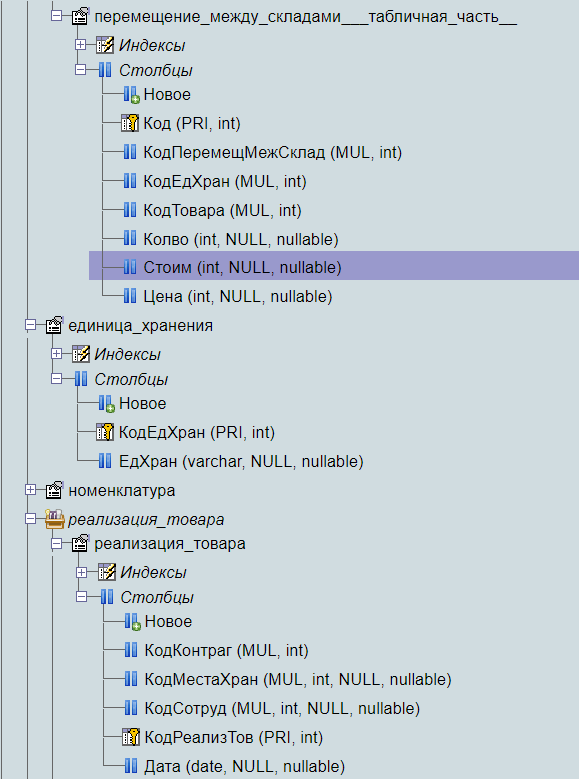 перемещение_между_складами___табличная_часть__
Индексы
Столбцы
Новое
Код (PRI, int)
КодПеремещМежСклад (MUL, int)
КодЕдХран (MUL, int)
КодТовара (MUL, int)
Колво (int, NULL, nullable)
Стоим (int, NULL, nullable)
Цена (int, NULL, nullable)
единица_хранения
Индексы
Столбцы
Новое
КодЕдХран (PRI, int)
ЕдХран (varchar, NULL, nullable)
номенклатура
реализация_товара
реализация_товара
Индексы
Столбцы
Новое
КодКонтраг (MUL, int)
КодМестаХран (MUL, int, NULL, nullable)
КодСотруд (MUL, int, NULL, nullable)
КодРеализТов (PRI, int)
Дата (date, NULL, nullable)